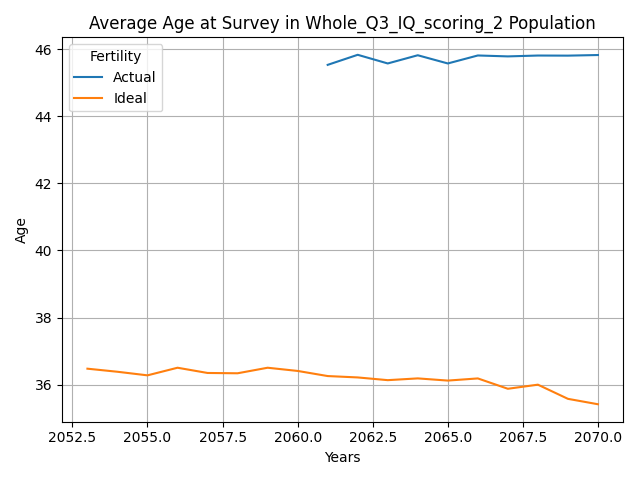 Average Age at Survey in Whole_Q3_IQ_scoring_2 Population
Fertility
Actual
Ideal
46
44
42
40
38
36
Age
2052.5 2055.0 2057.5 2060.0 2062.5 2065.0 2067.5 2070.0
Years